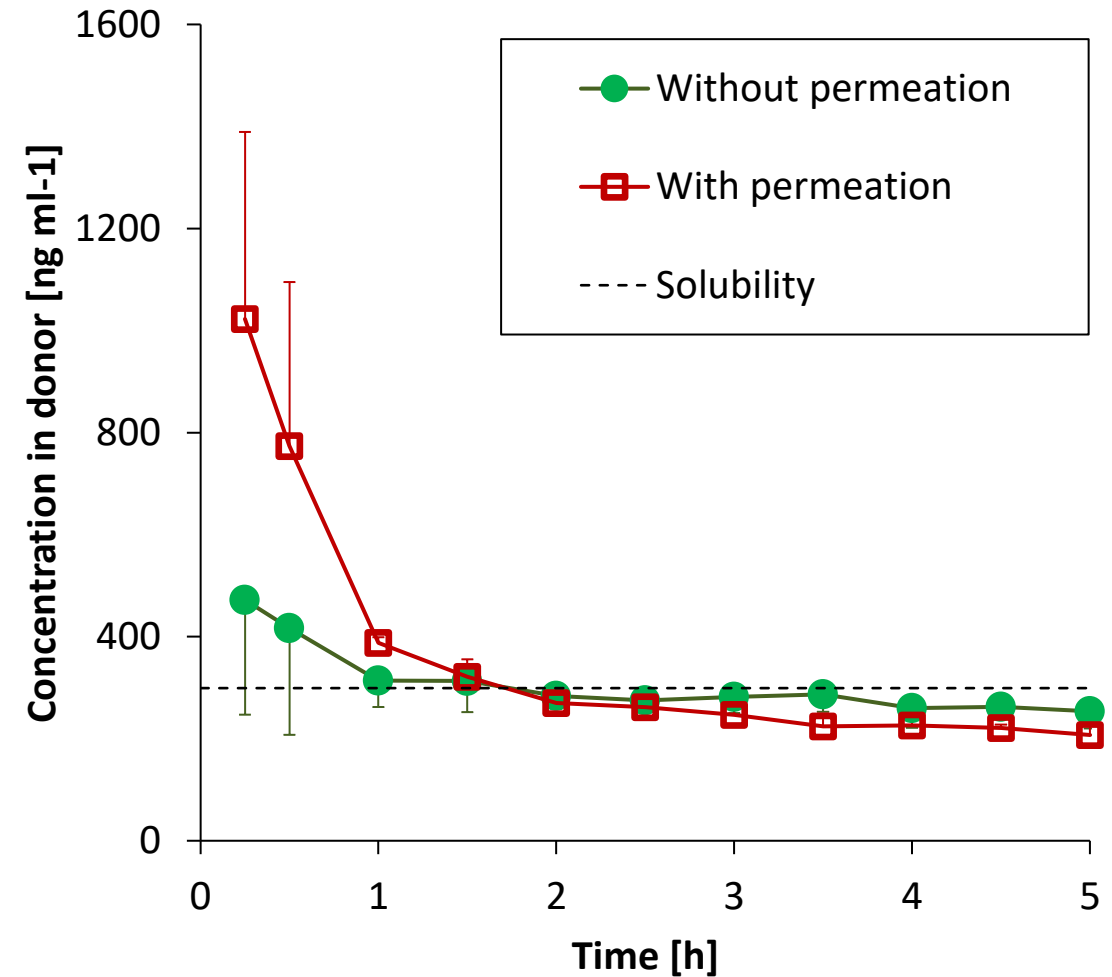 1600
1200
800
400
0
Concentration in donor [ng ml-1]
Without permeation
With permeation
Solubility
0 1 2 3 4 5
Time [h]